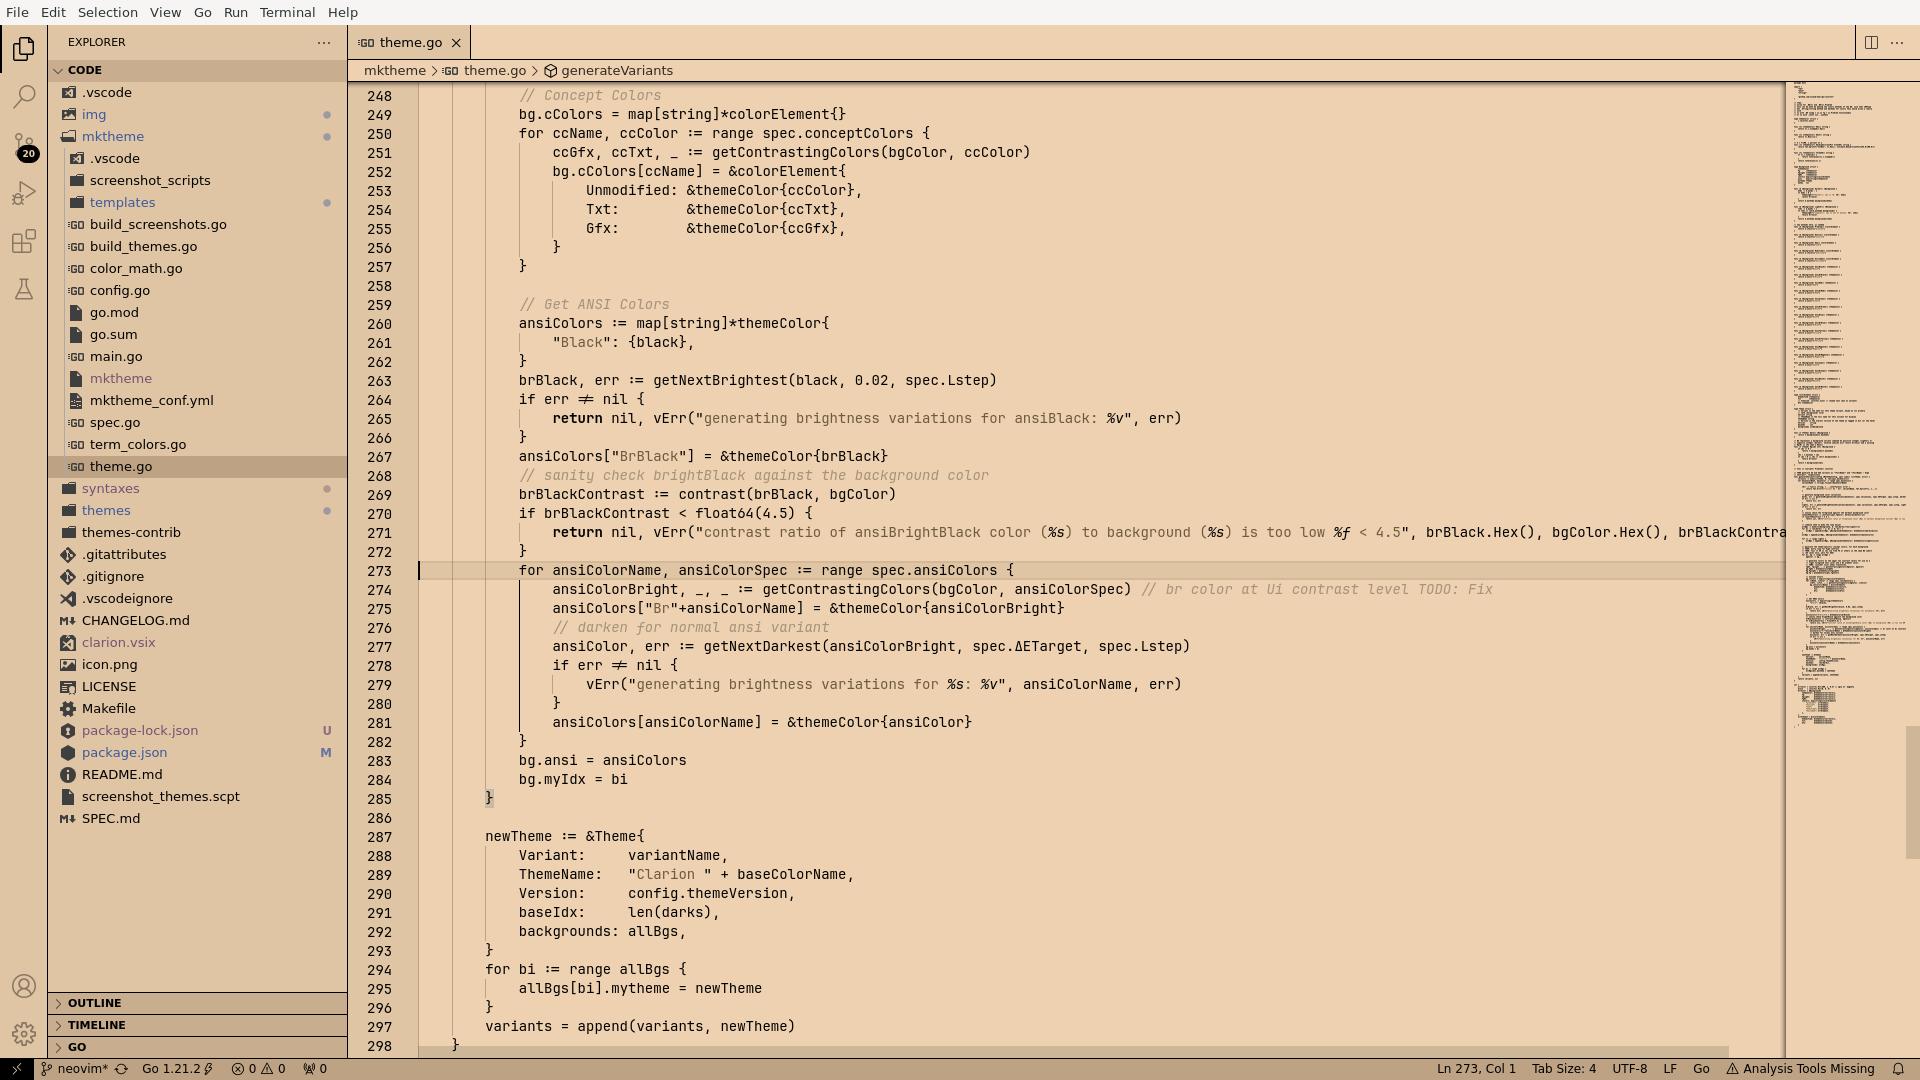 File Edit Selection View Go Run Terminal Help
EXPLORER
theme.go
CODE
mktheme > theme.go > generateVariants
.vscode
img
mktheme
.vscode
screenshot_scripts
templates
build_screenshots.go
build_themes.go
color_math.go
config.go
go.mod
go.sum
main.go
mktheme
mktheme_conf.yml
spec.go
term_colors.go
theme.go
syntaxes
themes
themes-contrib
.gitattributes
.gitignore
.vscodeignore
CHANGELOG.md
clarion.vsix
icon.png
LICENSE
Makefile
package-lock.json U
package.json M
README.md
screenshot_themes.scpt
SPEC.md
OUTLINE
TIMELINE
GO
20
248 // Concept Colors
249 bg.cColors = map[string]*colorElement{}
250 for ccName, ccColor := range spec.conceptColors {
251 ccGfx, ccTxt, _ := getContrastingColors(bgColor, ccColor)
252 bg.cColors[ccName] = &colorElement{
253 Unmodified: &themeColor{ccColor},
254 Txt: &themeColor{ccTxt},
255 Gfx: &themeColor{ccGfx},
256 }
257 }
258
259 // Get ANSI Colors
260 ansiColors := map[string]*themeColor{
261 "Black": {black},
262 }
263 brBlack, err := getNextBrightest(black, 0.02, spec.Lstep)
264 if err != nil {
265 return nil, vErr("generating brightness variations for ansiBlack: %v", err)
266 }
267 ansiColors["BrBlack"] = &themeColor{brBlack}
268 // sanity check brightBlack against the background color
269 brBlackContrast := contrast(brBlack, bgColor)
270 if brBlackContrast < float64(4.5) {
271 return nil, vErr("contrast ratio of ansiBrightBlack color (%s) to background (%s) is too low %f < 4.5", brBlack.Hex(), bgColor.Hex(), brBlackContra
272 }
273 for ansiColorName, ansiColorSpec := range spec.ansiColors {
274 ansiColorBright, _, _ := getContrastingColors(bgColor, ansiColorSpec) // br color at Ui contrast level TODO: Fix
275 ansiColors["Br"+ansiColorName] = &themeColor{ansiColorBright}
276 // darken for normal ansi variant
277 ansiColor, err := getNextDarkest(ansiColorBright, spec.ΔETarget, spec.Lstep)
278 if err != nil {
279 vErr("generating brightness variations for %s: %v", ansiColorName, err)
280 }
281 ansiColors[ansiColorName] = &themeColor{ansiColor}
282 }
283 bg.ansi = ansiColors
284 bg.myIdx = bi
285 }
286
287 newTheme := &Theme{
288 Variant: variantName,
289 ThemeName: "Clarion " + baseColorName,
290 Version: config.themeVersion,
291 baseIdx: len(darks),
292 backgrounds: allBgs,
293 }
294 for bi := range allBgs {
295 allBgs[bi].mytheme = newTheme
296 }
297 variants = append(variants, newTheme)
298 }
neovim* Go 1.21.2 0 0 0 Ln 273, Col 1 Tab Size: 4 UTF-8 LF Go Analysis Tools Missing